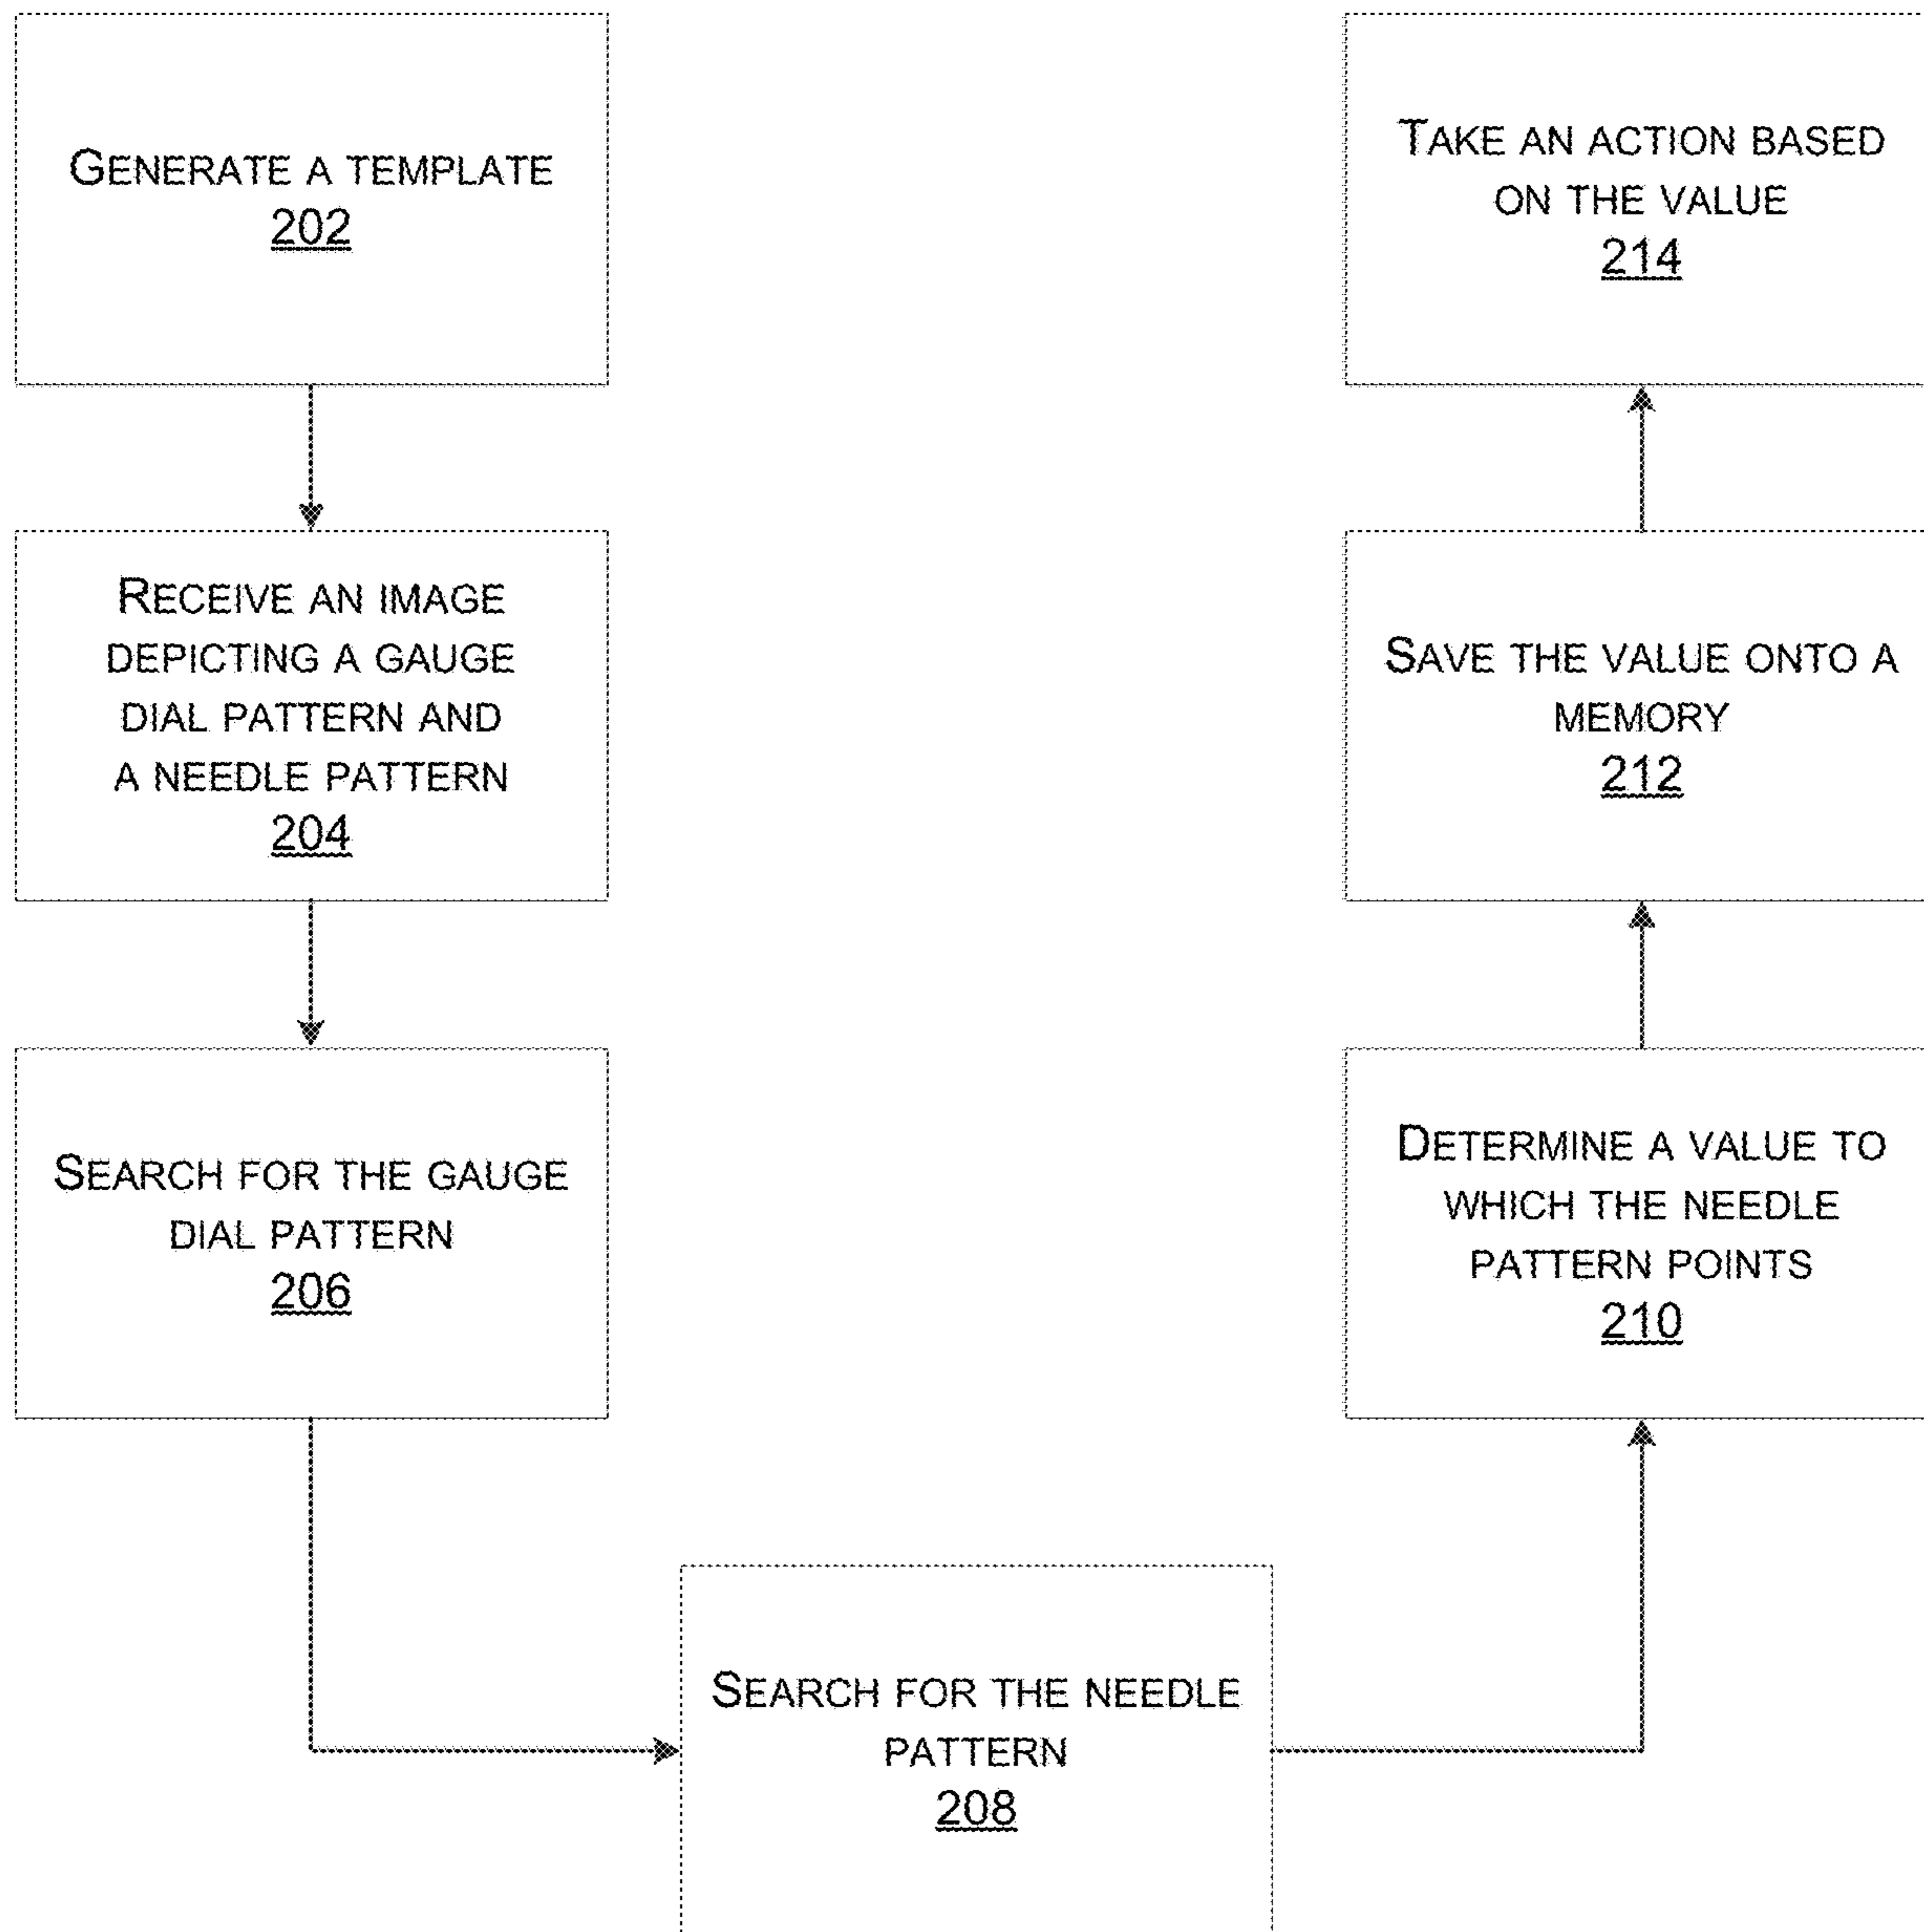 GENERATE A TEMPLATE
202
RECEIVE AN IMAGE
DEPICTING A GAUGE
DIAL PATTERN AND
A NEEDLE PATTERN
204
SEARCH FOR THE GAUGE
DIAL PATTERN
206
SEARCH FOR THE NEEDLE
PATTERN
208
DETERMINE A VALUE TO
WHICH THE NEEDLE
PATTERN POINTS
210
SAVE THE VALUE ONTO A
MEMORY
212
TAKE AN ACTION BASED
ON THE VALUE
214